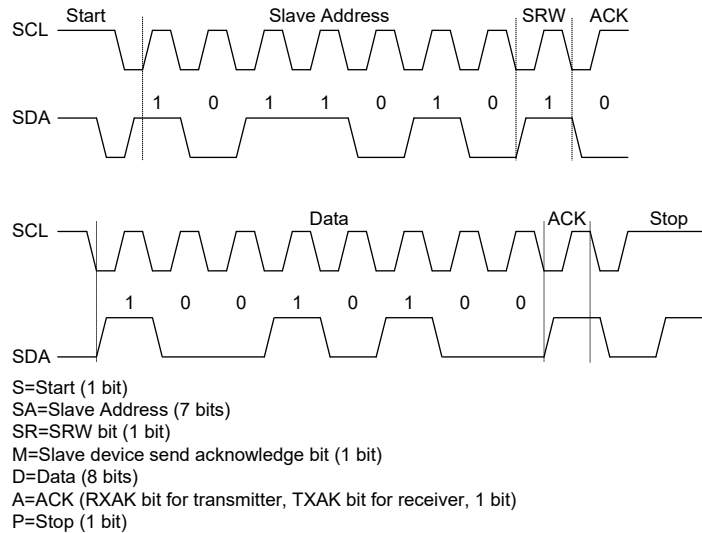 Start Slave Address SRW ACK
SCL
1 0 1 1 0 1 0 1 0
SDA
Data ACK Stop
SCL
1 0 0 1 0 1 0 0
SDA
S=Start (1 bit)
SA=Slave Address (7 bits)
SR=SRW bit (1 bit)
M=Slave device send acknowledge bit (1 bit)
D=Data (8 bits)
A=ACK (RXAK bit for transmitter, TXAK bit for receiver, 1 bit)
P=Stop (1 bit)